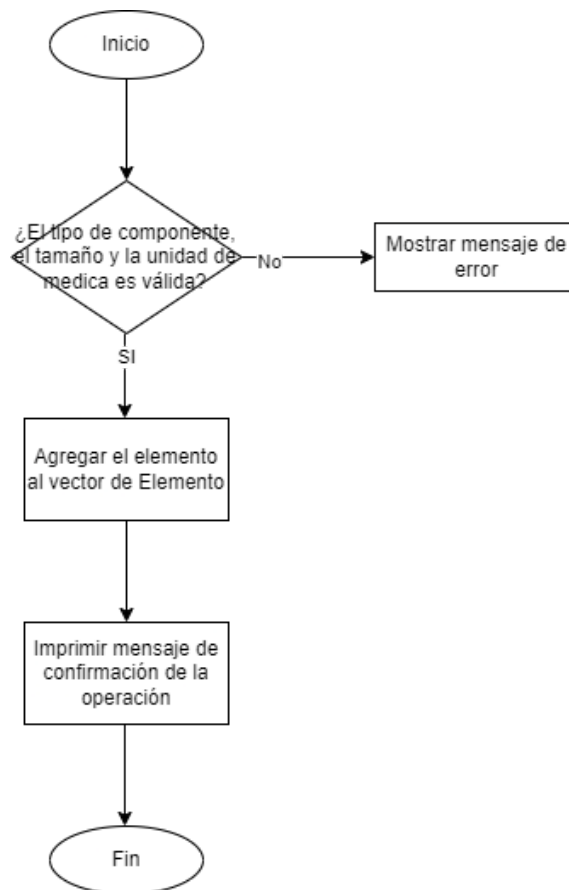 Inicio
¿El tipo de componente,
el tamaño y la unidad de
medica es válida?
No
Mostrar mensaje de
error
SI
Agregar el elemento
al vector de Elemento
Imprimir mensaje de
confirmación de la
operación
Fin